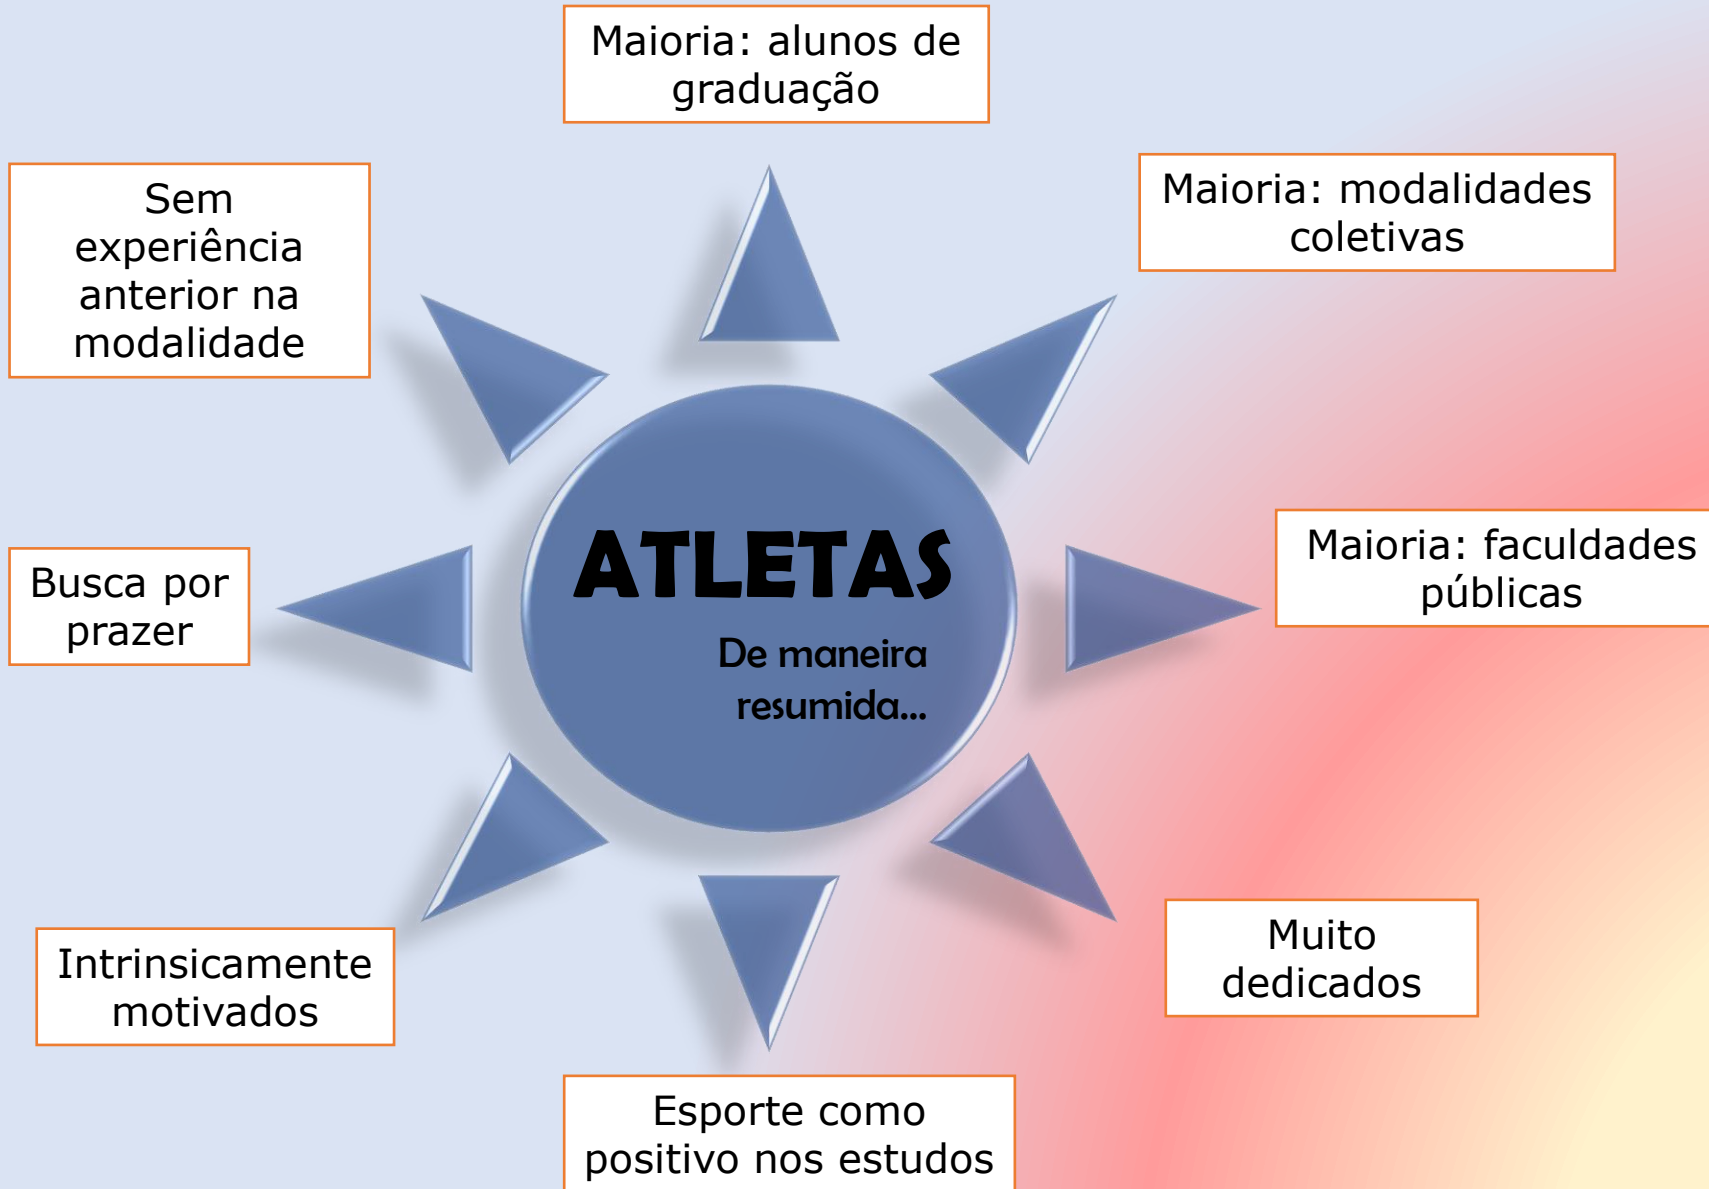 Maioria: alunos de
graduação
Maioria: modalidades
coletivas
Sem
experiência
anterior na
modalidade
Maioria: faculdades
públicas
ATLETAS
De maneira
resumida...
Busca por
prazer
Muito
dedicados
Intrinsicamente
motivados
Esporte como
positivo nos estudos